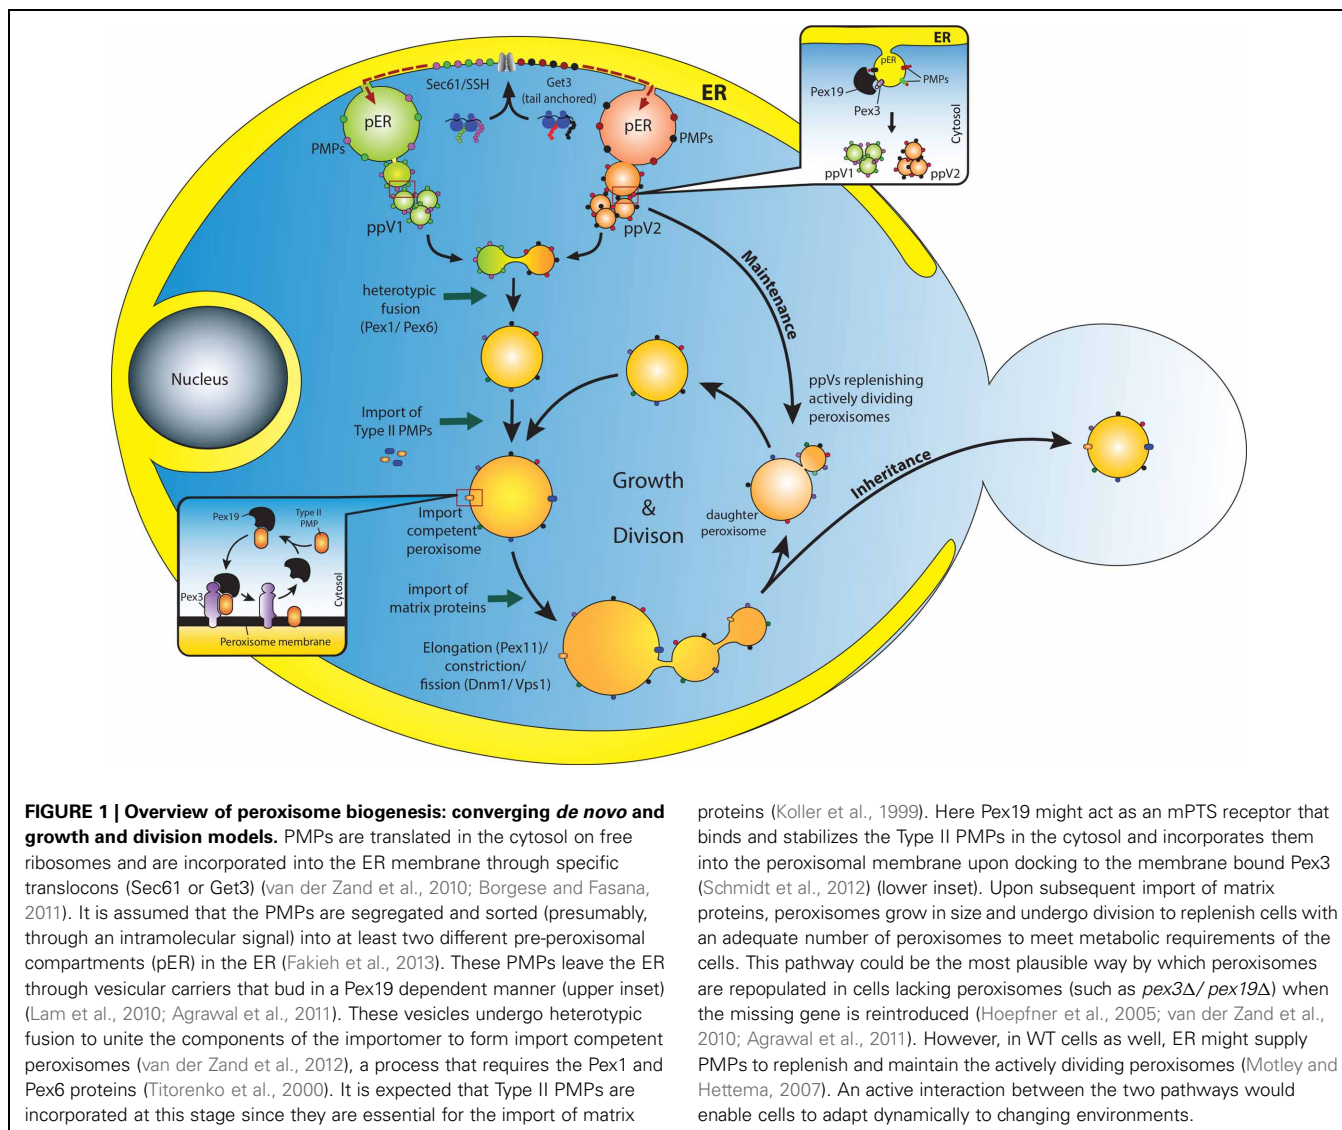 ER
pER
PMPs
Pex19
Pex3
Cytosol
ppV1
ppV2
Sec61/SSH
Get3
(tail anchored)
ER
pER
pER
PMPs
PMPs
ppV1
ppV2
heterotypic
fusion
(Pex1/ Pex6)
Maintenance
Nucleus
ppVs replenishing
actively dividing
peroxisomes
Import of
Type II PMPs
Growth
&
Divison
Inheritance
daughter
peroxisome
Import
competent
peroxisome
Pex19
Type II
PMP
Pex3
Cytosol
Peroxisome membrane
import of
matrix proteins
Elongation (Pex11)/
constriction/
fission (Dnm1/ Vps1)
FIGURE 1 | Overview of peroxisome biogenesis: converging de novo and
growth and division models. PMPs are translated in the cytosol on free
ribosomes and are incorporated into the ER membrane through specific
translocons (Sec61 or Get3) (van der Zand et al., 2010; Borgese and Fasana,
2011). It is assumed that the PMPs are segregated and sorted (presumably,
through an intramolecular signal) into at least two different pre-peroxisomal
compartments (pER) in the ER (Fakieh et al., 2013). These PMPs leave the ER
through vesicular carriers that bud in a Pex19 dependent manner (upper inset)
(Lam et al., 2010; Agrawal et al., 2011). These vesicles undergo heterotypic
fusion to unite the components of the importomer to form import competent
peroxisomes (van der Zand et al., 2012), a process that requires the Pex1 and
Pex6 proteins (Titorenko et al., 2000). It is expected that Type II PMPs are
incorporated at this stage since they are essential for the import of matrix
proteins (Koller et al., 1999). Here Pex19 might act as an mPTS receptor that
binds and stabilizes the Type II PMPs in the cytosol and incorporates them
into the peroxisomal membrane upon docking to the membrane bound Pex3
(Schmidt et al., 2012) (lower inset). Upon subsequent import of matrix
proteins, peroxisomes grow in size and undergo division to replenish cells with
an adequate number of peroxisomes to meet metabolic requirements of the
cells. This pathway could be the most plausible way by which peroxisomes
are repopulated in cells lacking peroxisomes (such as pex3Δ/ pex19Δ) when
the missing gene is reintroduced (Hoepfner et al., 2005; van der Zand et al.,
2010; Agrawal et al., 2011). However, in WT cells as well, ER might supply
PMPs to replenish and maintain the actively dividing peroxisomes (Motley and
Hettema, 2007). An active interaction between the two pathways would
enable cells to adapt dynamically to changing environments.